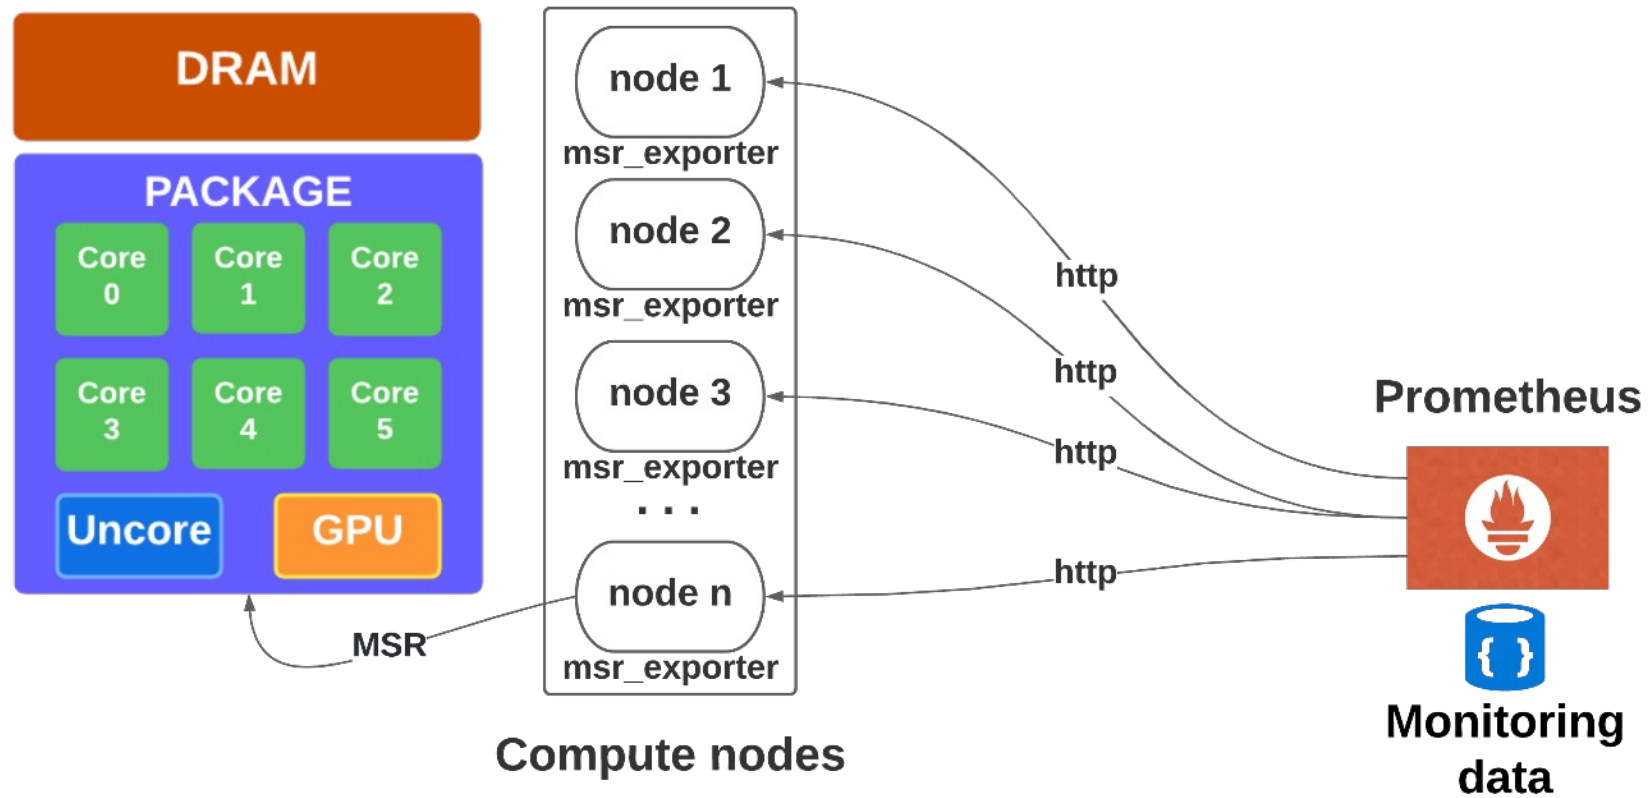 DRAM
PACKAGE
Core
0
Core
1
Core
2
Core
3
Core
4
Core
5
Uncore
GPU
MSR
node 1
msr_exporter
node 2
msr_exporter
node 3
msr_exporter
...
node n
msr_exporter
Compute nodes
http
http
http
http
Prometheus
{ }
Monitoring
data